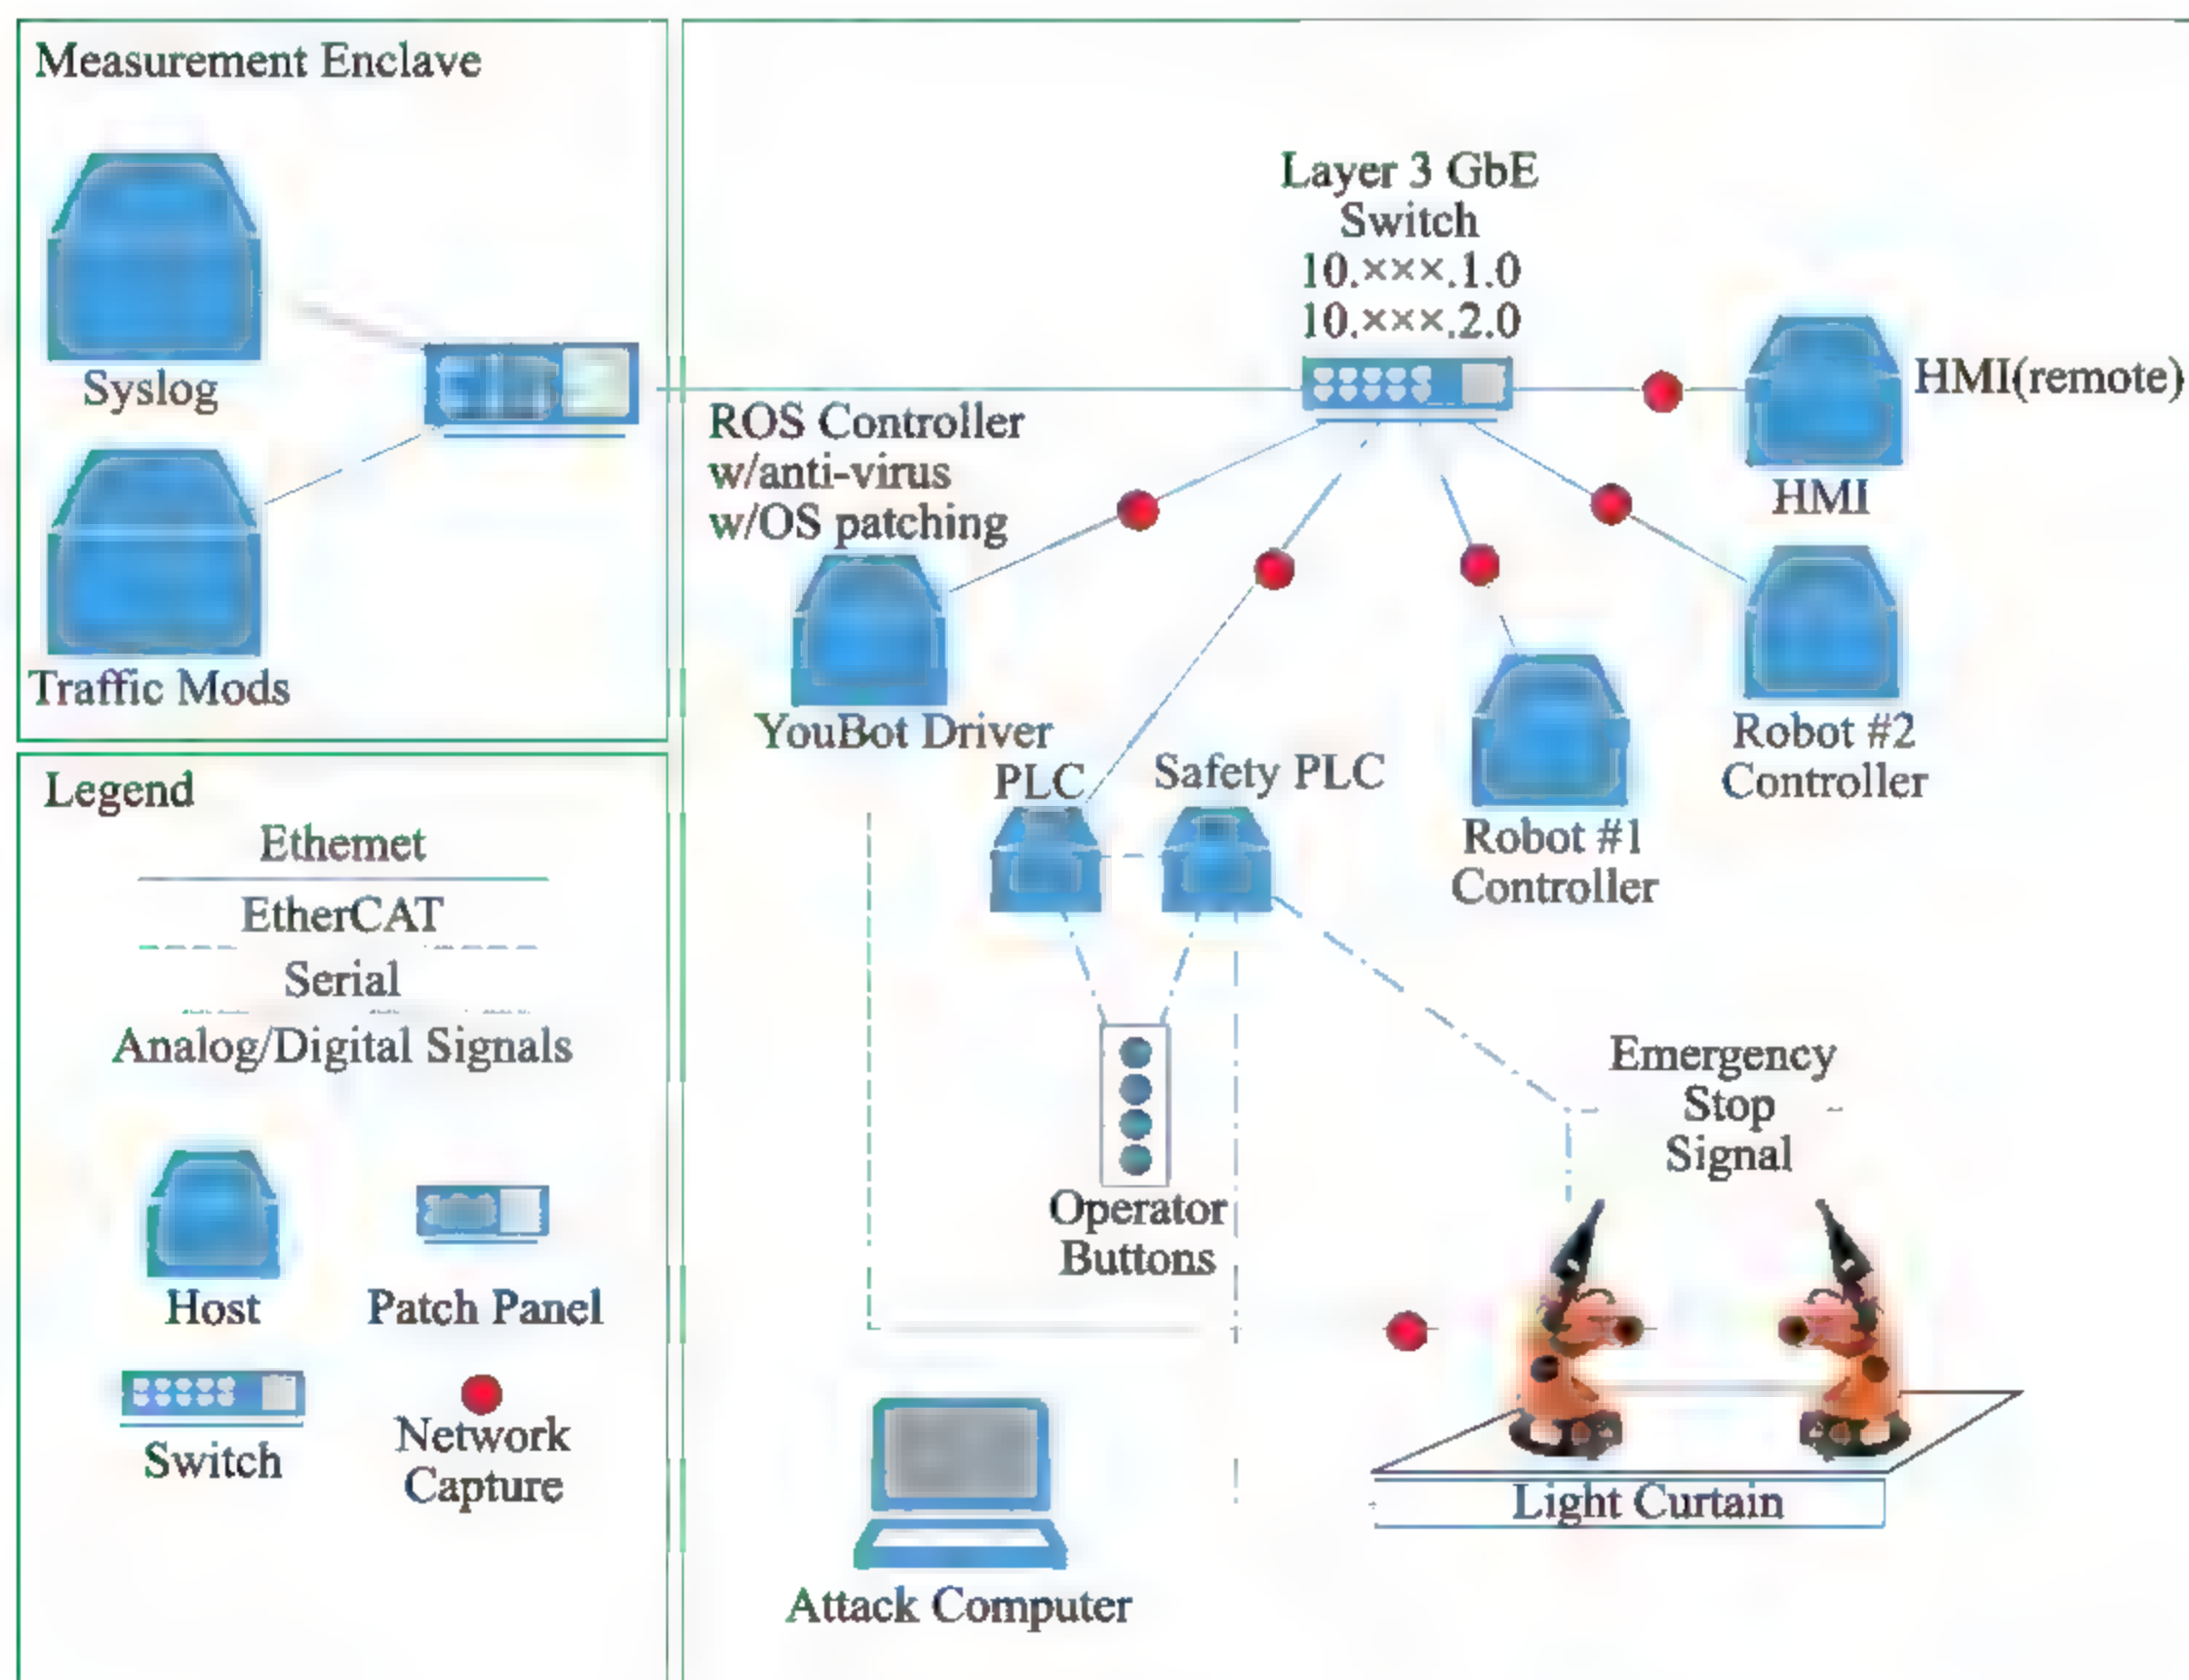 Measurement Enclave
Syslog
Traffic Mods
Legend
Ethemet
EtherCAT
Serial
Analog/Digital Signals
Host
Patch Panel
Switch
Network
Capture
Layer 3 GbE
Switch
10.×××.1.0
10.×××.2.0
HMI(remote)
HMI
ROS Controller
w/anti-virus
w/OS patching
YouBot Driver
PLC
Safety PLC
Robot #1
Controller
Robot #2
Controller
Operator
Buttons
Emergency
Stop
Signal
Light Curtain
Attack Computer